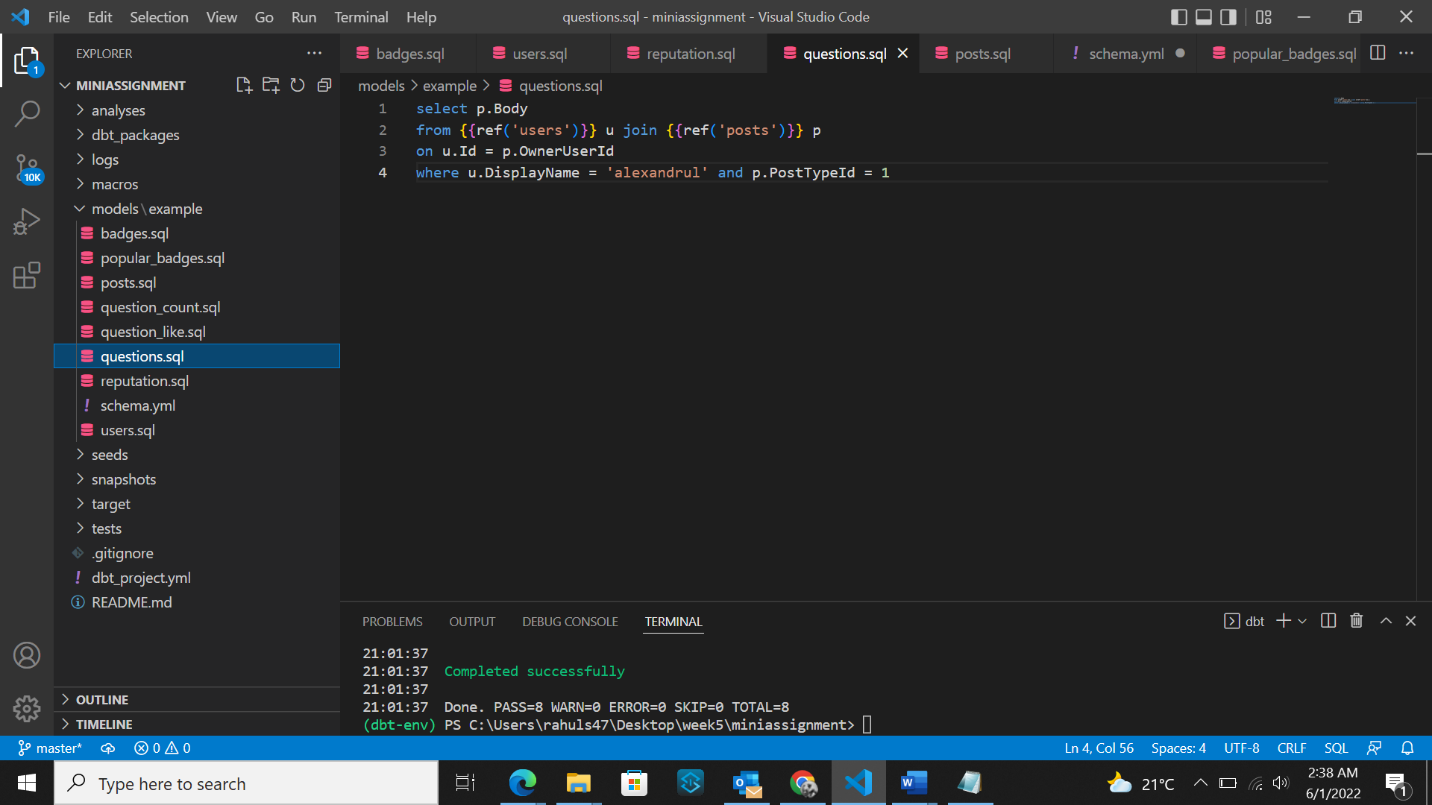 File Edit Selection View Go Run Terminal Help
questions.sql - miniassignment - Visual Studio Code
EXPLORER
1
10K
MINIASSIGNMENT
analyses
dbt_packages
logs
macros
models\example
badges.sql
popular_badges.sql
posts.sql
question_count.sql
question_like.sql
questions.sql
reputation.sql
! schema.yml
users.sql
seeds
snapshots
target
tests
.gitignore
! dbt_project.yml
README.md
OUTLINE
TIMELINE
badges.sql users.sql reputation.sql questions.sql posts.sql ! schema.yml popular_badges.sql
models > example > questions.sql
1 select p.Body
2 from {{ref('users')}} u join {{ref('posts')}} p
3 on u.Id = p.OwnerUserId
4 where u.DisplayName = 'alexandrul' and p.PostTypeId = 1
PROBLEMS OUTPUT DEBUG CONSOLE TERMINAL
dbt
21:01:37
21:01:37 Completed successfully
21:01:37
21:01:37 Done. PASS=8 WARN=0 ERROR=0 SKIP=0 TOTAL=8
(dbt-env) PS C:\Users\rahuls47\Desktop\week5\miniassignment>
master* 0 0 Ln 4, Col 56 Spaces: 4 UTF-8 CRLF SQL
Type here to search
21°C
2:38 AM
6/1/2022
1